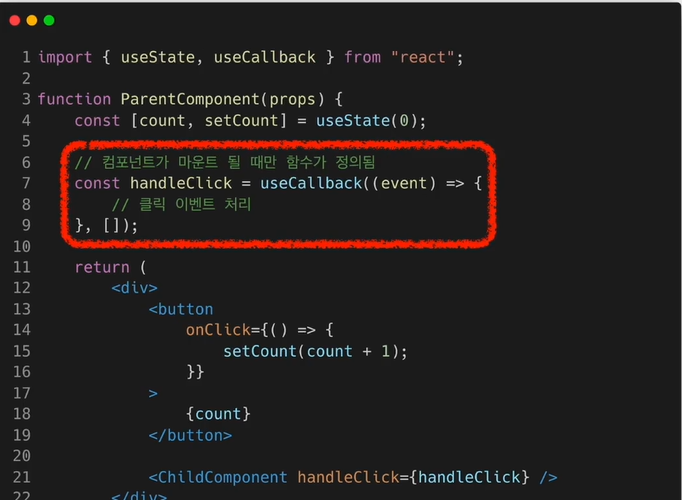 1 import { useState, useCallback } from "react";
2
3 function ParentComponent(props) {
4     const [count, setCount] = useState(0);
5
6     // 컴포넌트가 마운트 될 때만 함수가 정의됨
7     const handleClick = useCallback((event) => {
8         // 클릭 이벤트 처리
9     }, []);
10
11     return (
12         <div>
13             <button
14                 onClick={() => {
15                     setCount(count + 1);
16                 }}
17             >
18                 {count}
19             </button>
20
21             <ChildComponent handleClick={handleClick} />
22         </div>